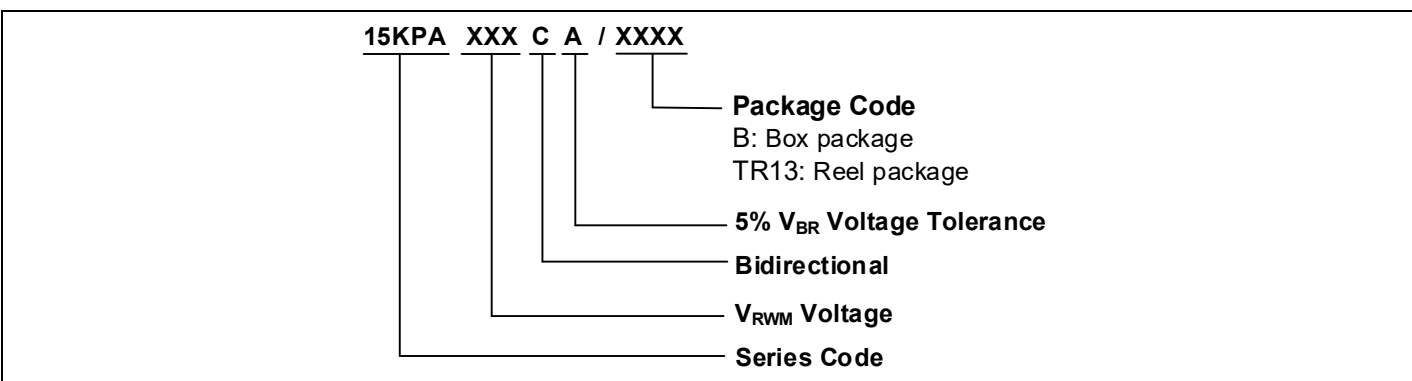 15KPA XXX C A / XXXX
Package Code
B: Box package
TR13: Reel package
5% VBR Voltage Tolerance
Bidirectional
VRWM Voltage
Series Code